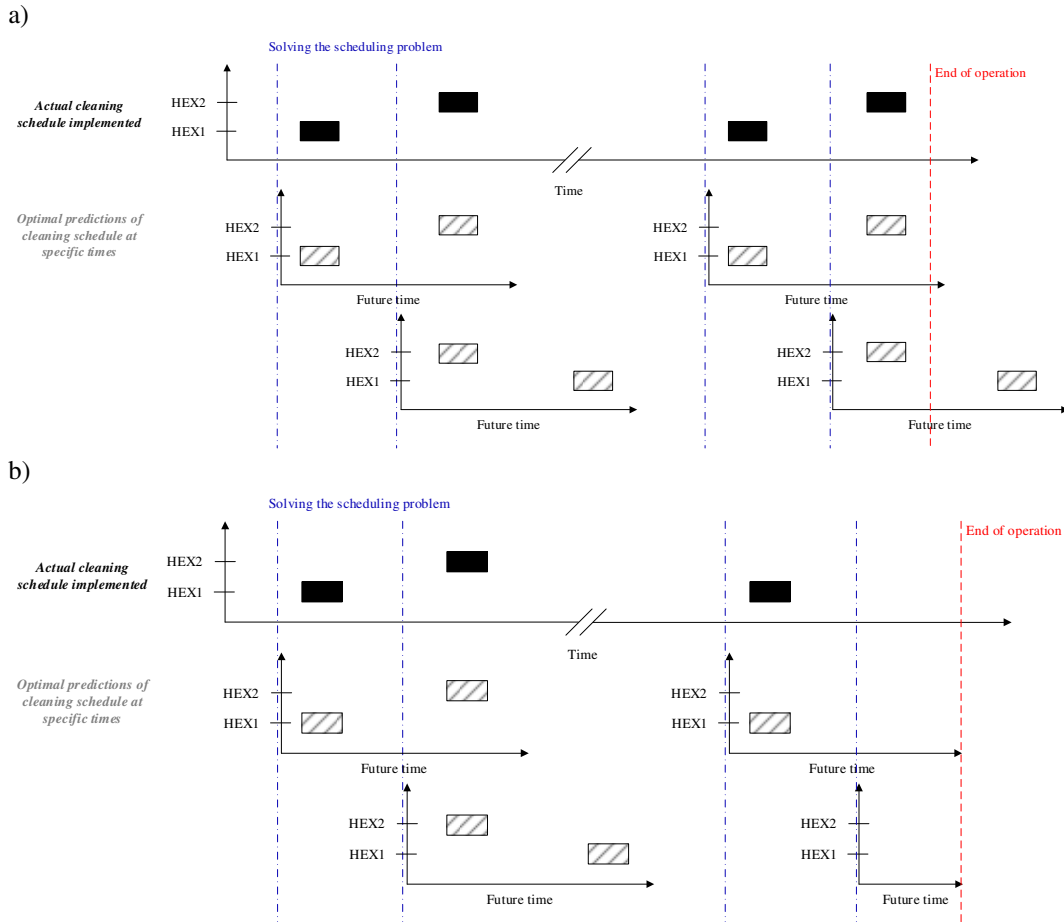 a)
Solving the scheduling problem
End of operation
Actual cleaning
schedule implemented
HEX2
HEX1
Time
Optimal predictions of
cleaning schedule at
specific times
HEX2
HEX1
Future time
HEX2
HEX1
Future time
HEX2
HEX1
Future time
HEX2
HEX1
Future time
b)
Solving the scheduling problem
End of operation
Actual cleaning
schedule implemented
HEX2
HEX1
Time
Optimal predictions of
cleaning schedule at
specific times
HEX2
HEX1
Future time
HEX2
HEX1
Future time
HEX2
HEX1
Future time
HEX2
HEX1
Future time